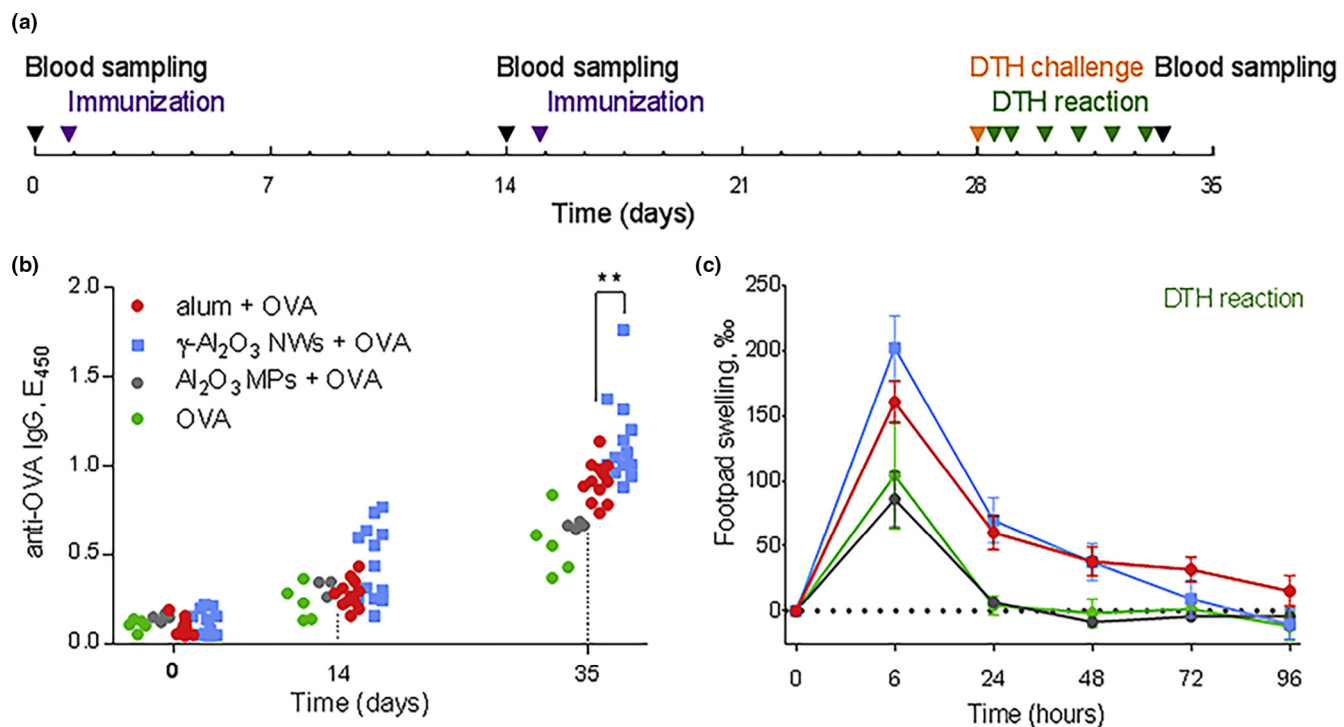 (a)
Blood sampling Blood sampling DTH challenge Blood sampling
Immunization Immunization DTH reaction
0 7 14 21 28 35
Time (days)
(b)
2.0
1.5
1.0
0.5
0.0
anti-OVA IgG, E₄₅₀
alum + OVA
γ-Al₂O₃ NWs + OVA
Al₂O₃ MPs + OVA
OVA
**
0 14 35
Time (days)
(c)
250
200
150
100
50
0
Footpad swelling, ‰
DTH reaction
0 6 24 48 72 96
Time (hours)